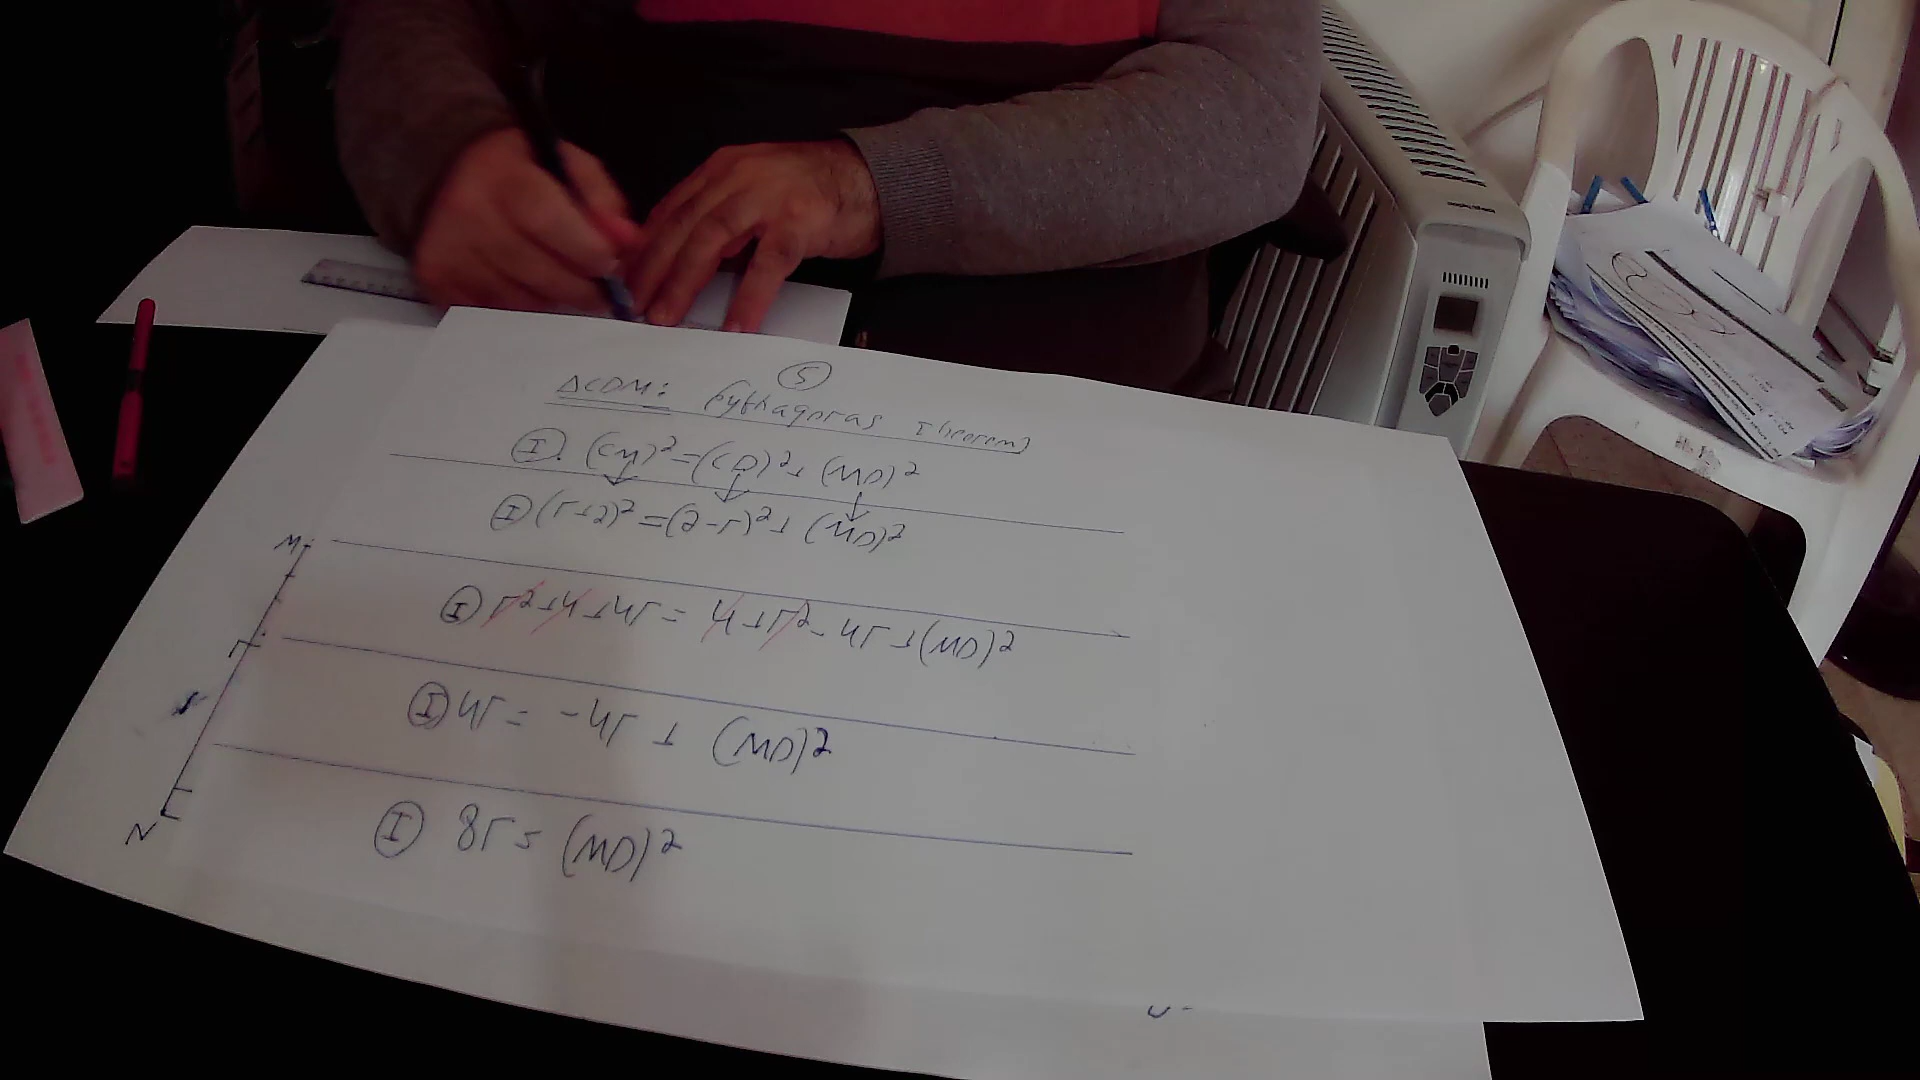 5
ΔCDM: Pythagoras Theorem
I. (CM)²=(CD)²+(MD)²
I (r+2)²=(2-r)²+(MD)²
I r²+4+4r = 4+r²-4r+(MD)²
I 4r = -4r + (MD)²
I 8r = (MD)²
M
r
N